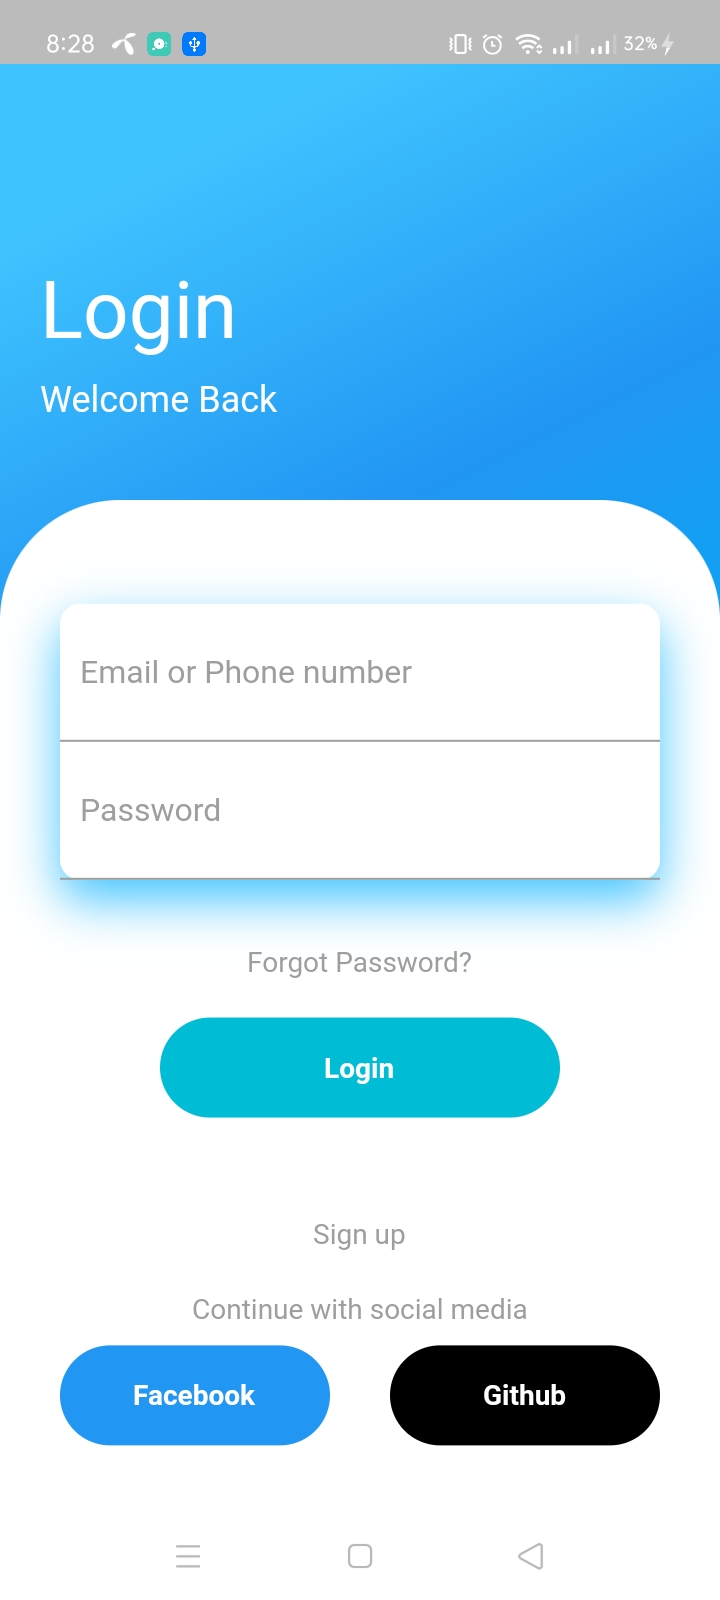 8:28 32%
Login
Welcome Back
Email or Phone number
Password
Forgot Password?
Login
Sign up
Continue with social media
Facebook Github